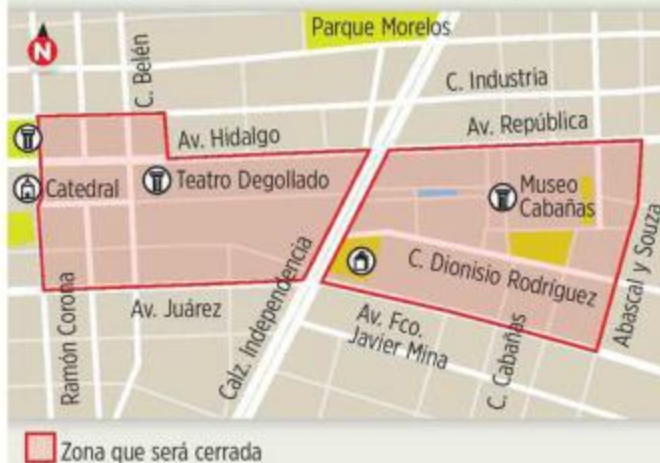 Parque Morelos
N
C. Belén
C. Industria
Av. Hidalgo
Av. República
Catedral
Teatro Degollado
Museo
Cabañas
C. Dionisio Rodríguez
Abascal y Souza
Ramón Corona
Av. Juárez
Calz. Independencia
Av. Fco.
Javier Mina
C. Cabañas
Zona que será cerrada